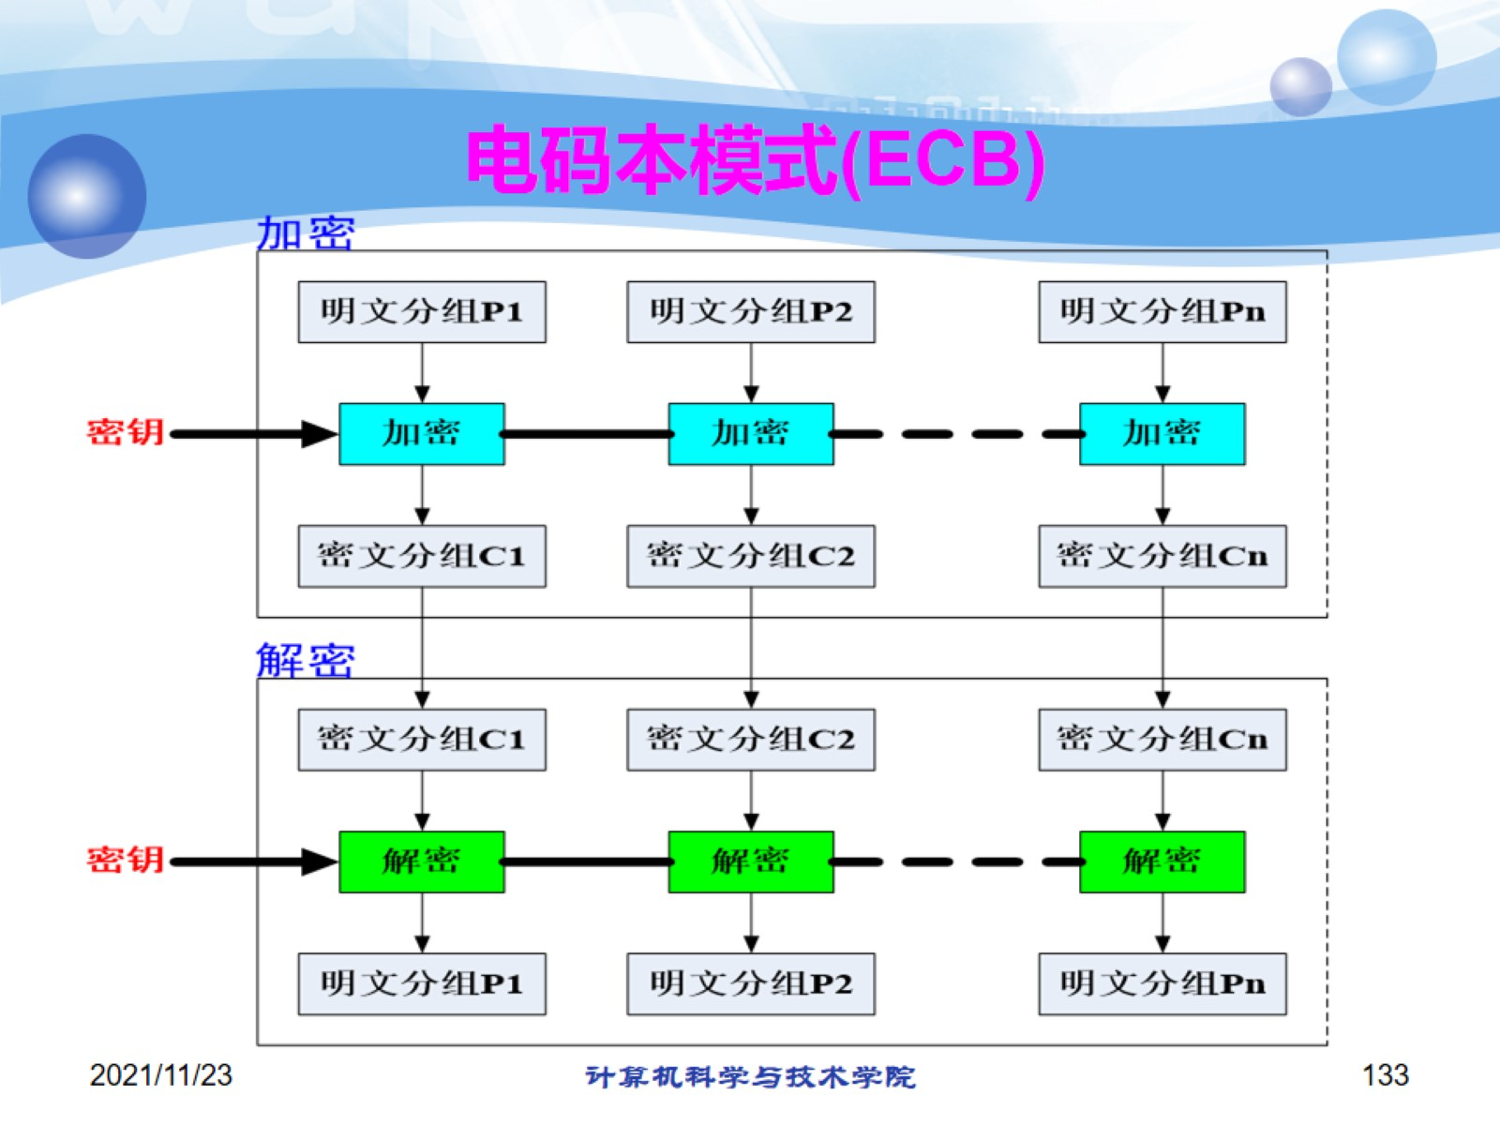 电码本模式(ECB)
加密
明文分组P1 明文分组P2 明文分组Pn
密钥 加密 加密 加密
密文分组C1 密文分组C2 密文分组Cn
解密
密文分组C1 密文分组C2 密文分组Cn
密钥 解密 解密 解密
明文分组P1 明文分组P2 明文分组Pn
2021/11/23 计算机科学与技术学院 133